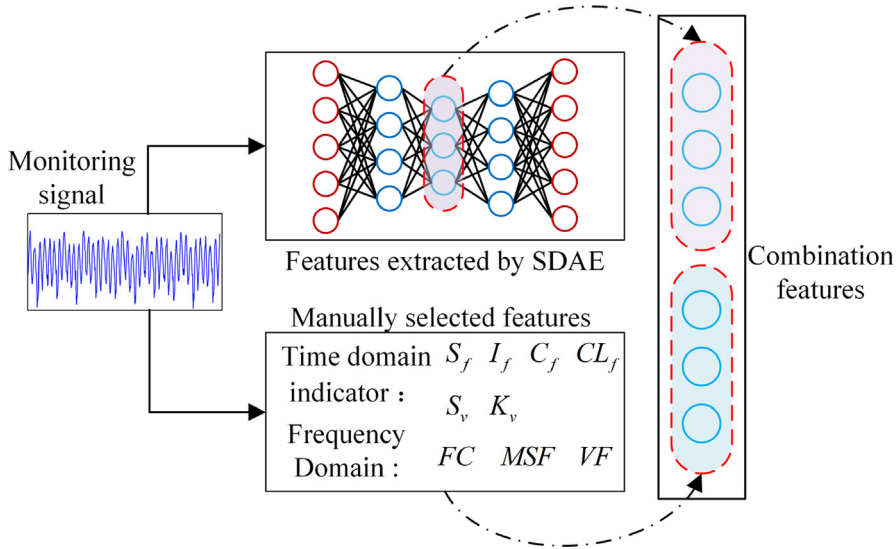 Monitoring
signal
Features extracted by SDAE
Manually selected features
Time domain S_f I_f C_f CL_f
indicator：
S_v K_v
Frequency
Domain : FC MSF VF
Combination
features